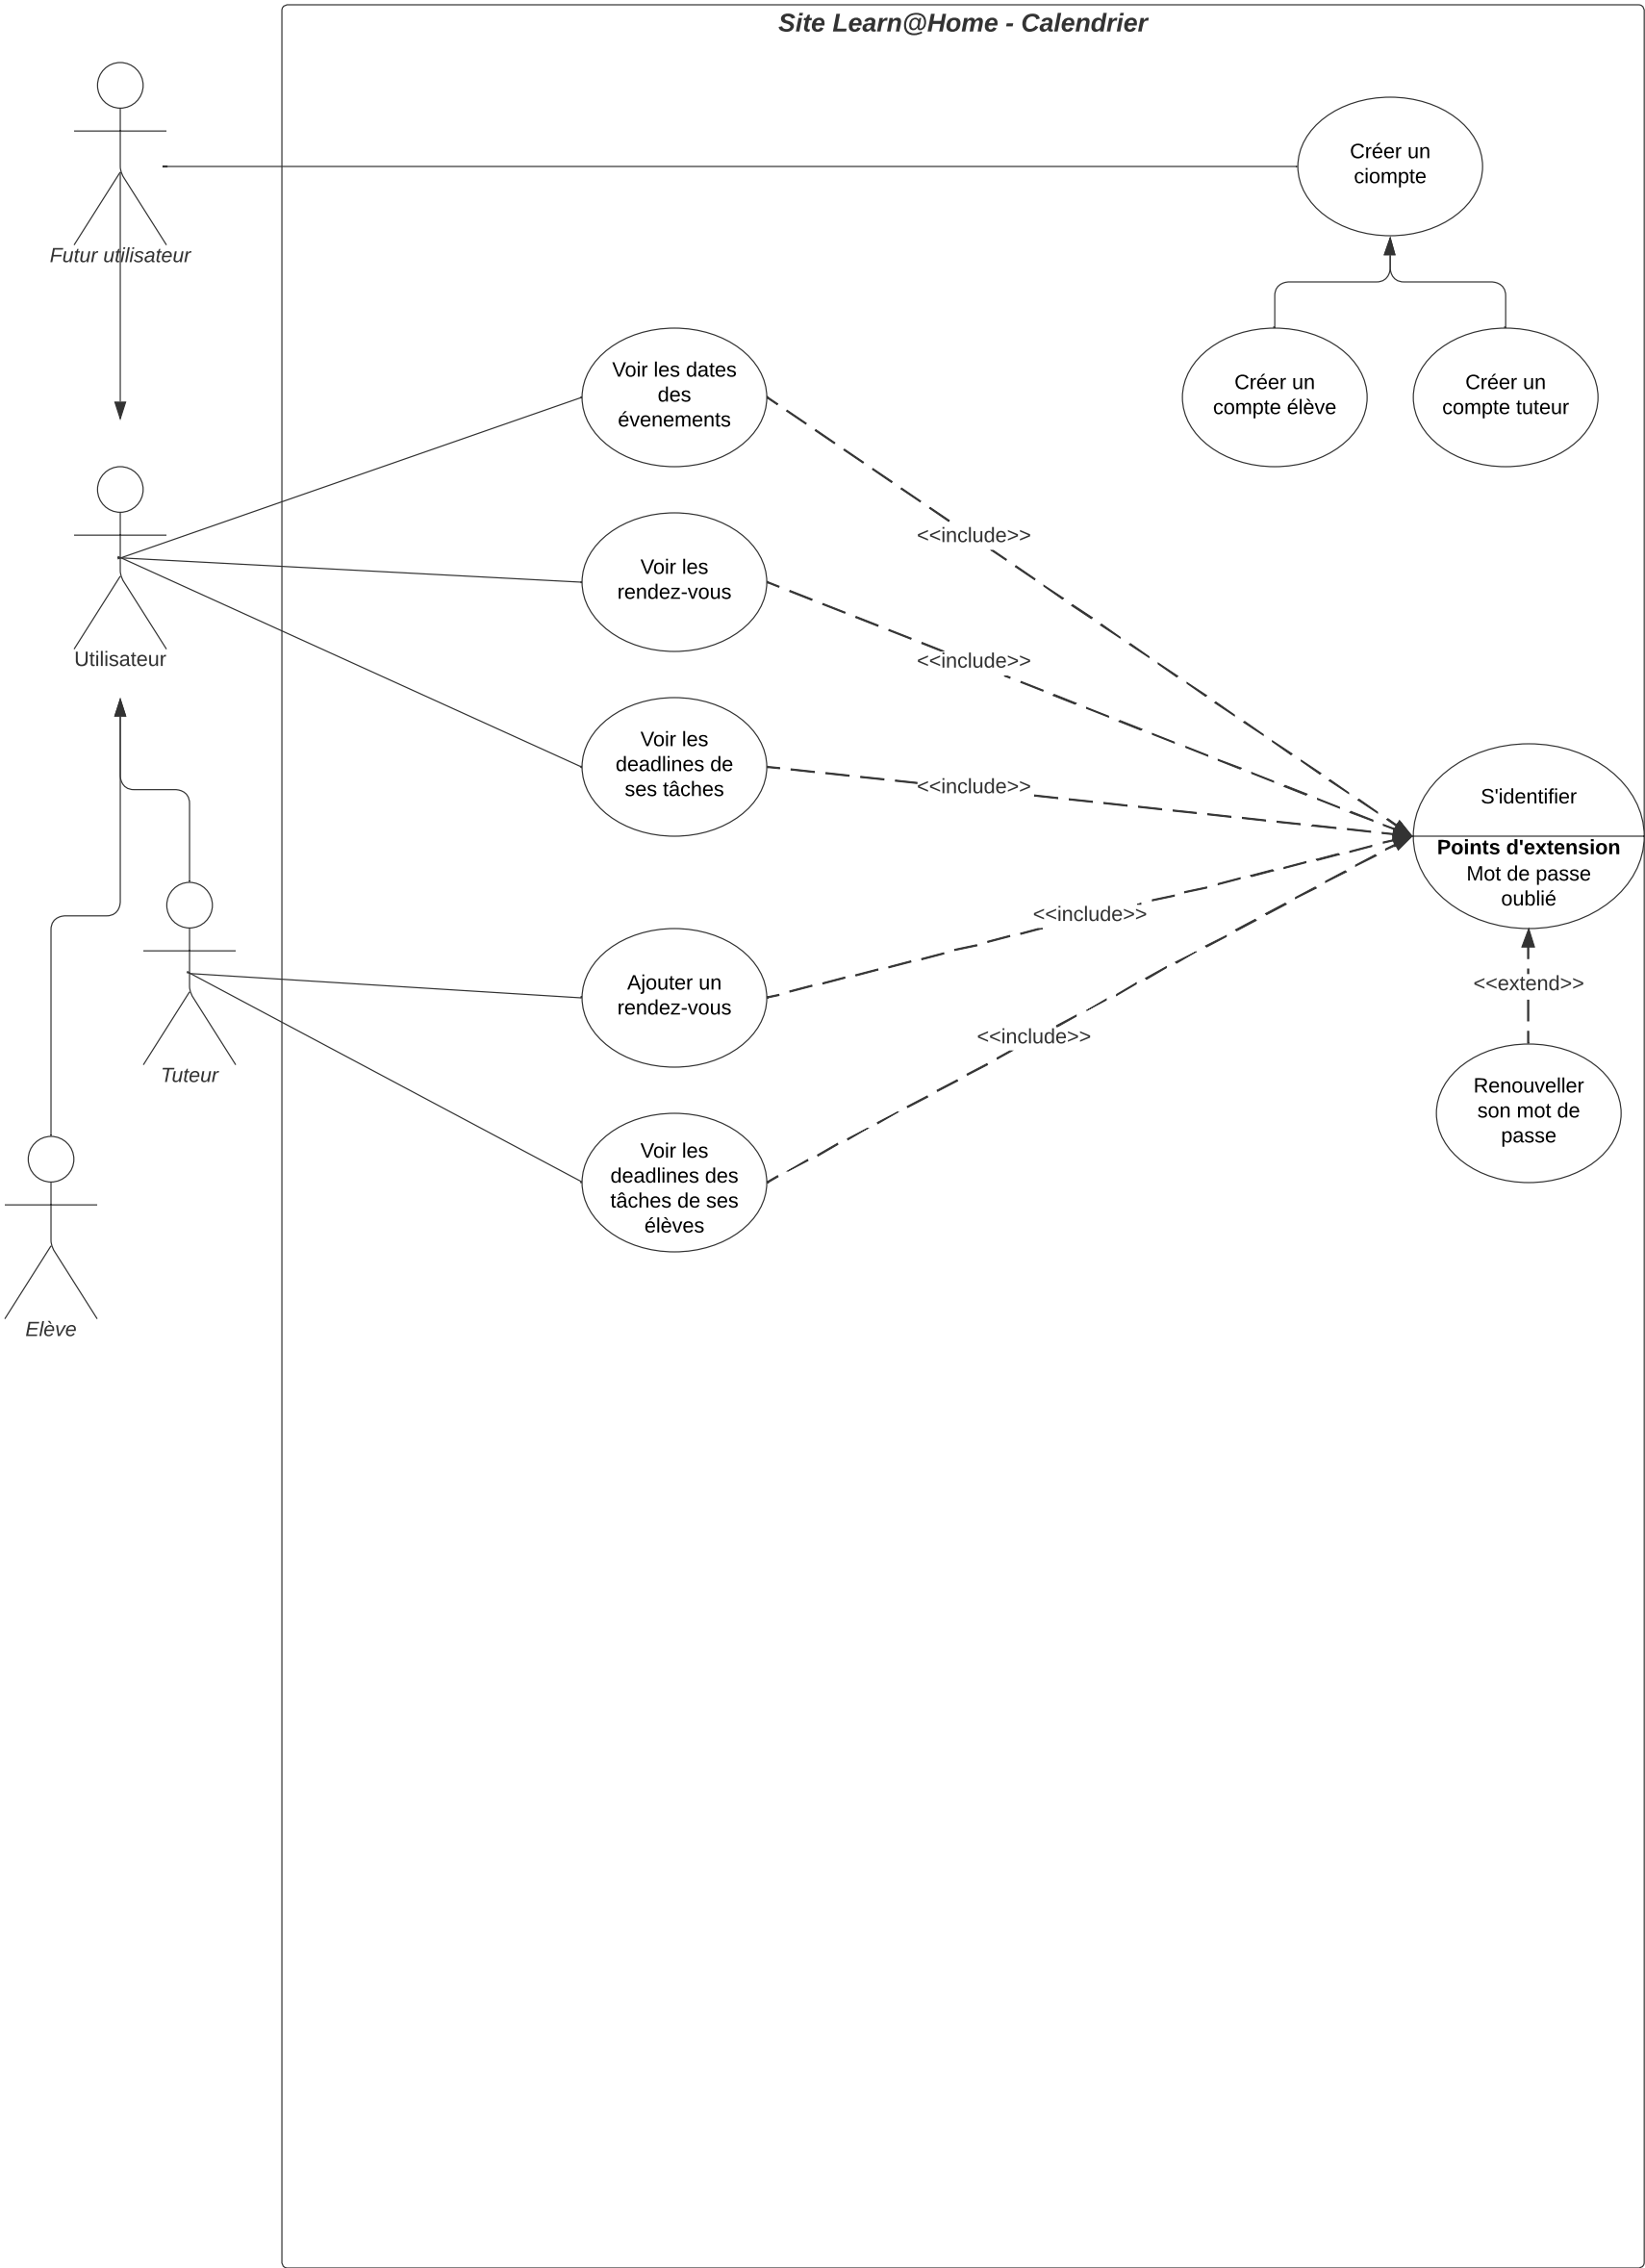 Site Learn@Home - Calendrier
Créer un
ciompte
Futur utilisateur
Voir les dates
des
évenements
Créer un
compte élève
Créer un
compte tuteur
<<include>>
Voir les
rendez-vous
Utilisateur
<<include>>
Voir les
deadlines de
ses tâches
<<include>>
S'identifier
Points d'extension
Mot de passe
oublié
<<include>>
Ajouter un
rendez-vous
<<extend>>
<<include>>
Tuteur
Renouveller
son mot de
passe
Voir les
deadlines des
tâches de ses
élèves
Elève